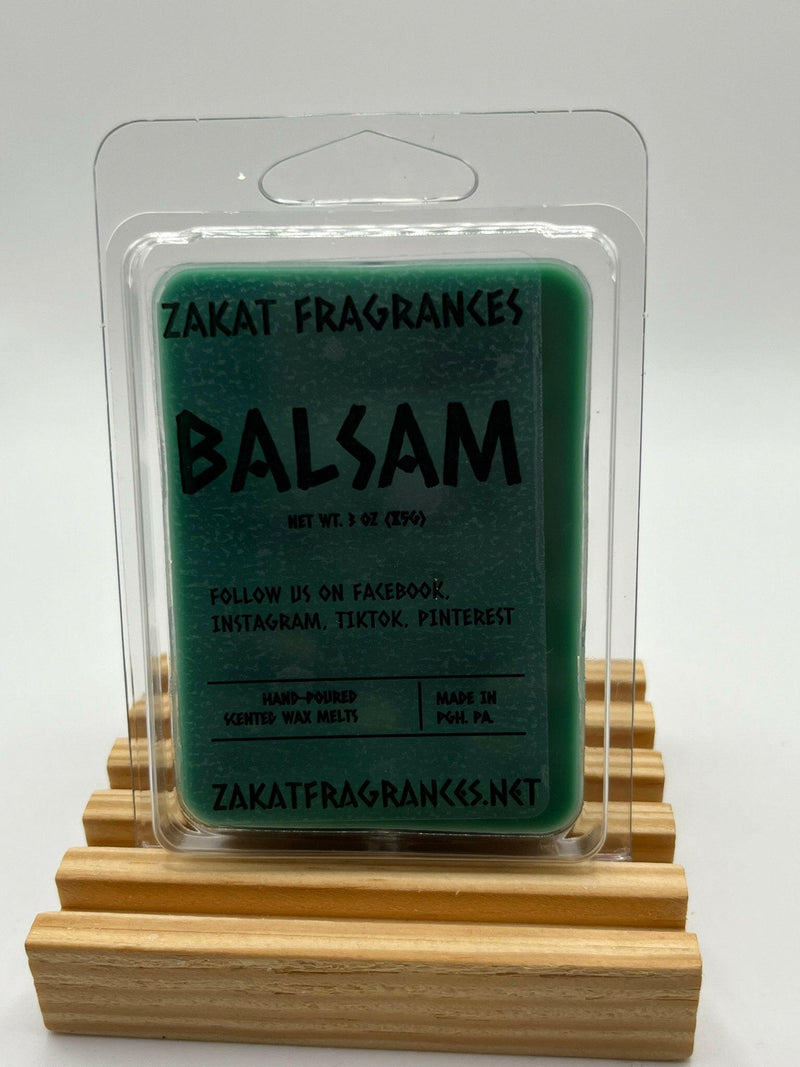 ZAKAT FRAGRANCES
BALSAM
NET WT. 3 OZ (85G)
FOLLOW US ON FACEBOOK,
INSTAGRAM, TIKTOK, PINTEREST
HAND-POURED
SCENTED WAX MELTS
MADE IN
PGH. PA.
ZAKATFRAGRANCES.NET